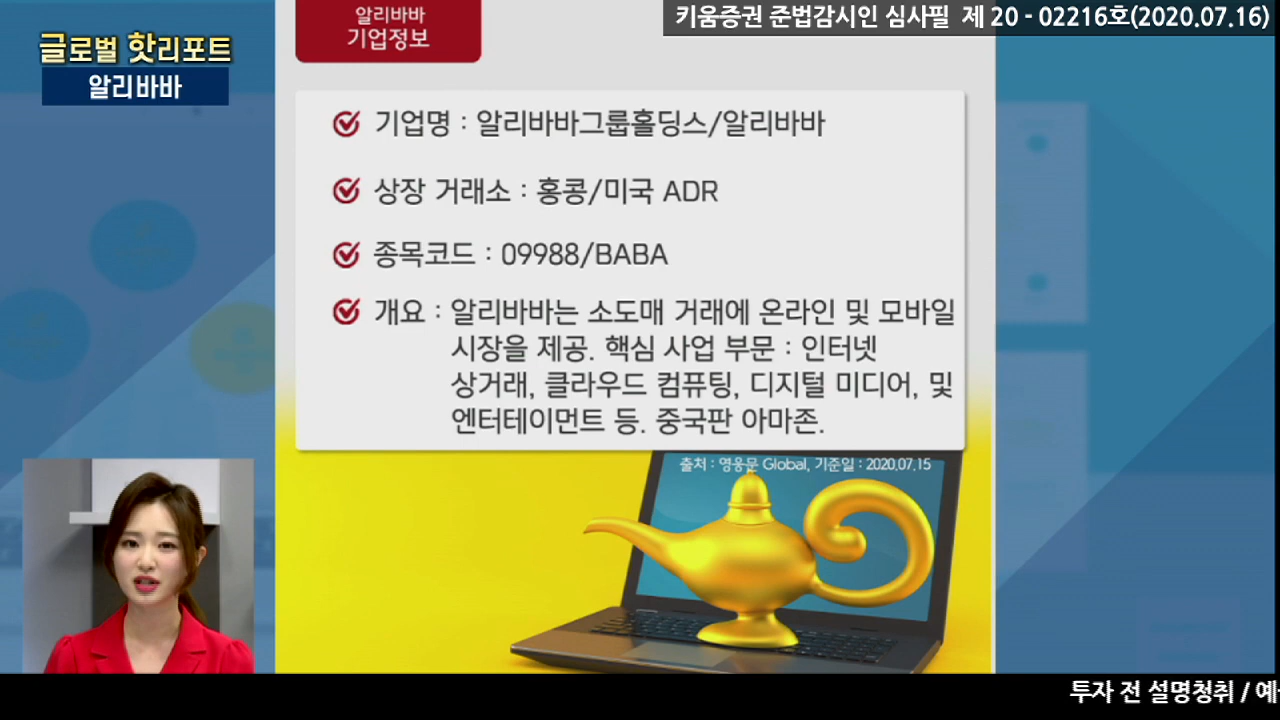 키움증권 준법감시인 심사필 제 20 - 02216호(2020.07.16)
글로벌 핫리포트
알리바바
알리바바
기업정보
기업명 : 알리바바그룹홀딩스/알리바바
상장 거래소 : 홍콩/미국 ADR
종목코드 : 09988/BABA
개요 : 알리바바는 소도매 거래에 온라인 및 모바일
시장을 제공. 핵심 사업 부문 : 인터넷
상거래, 클라우드 컴퓨팅, 디지털 미디어, 및
엔터테이먼트 등. 중국판 아마존.
출처 : 영웅문 Global, 기준일 : 2020.07.15
투자 전 설명청취 / 예